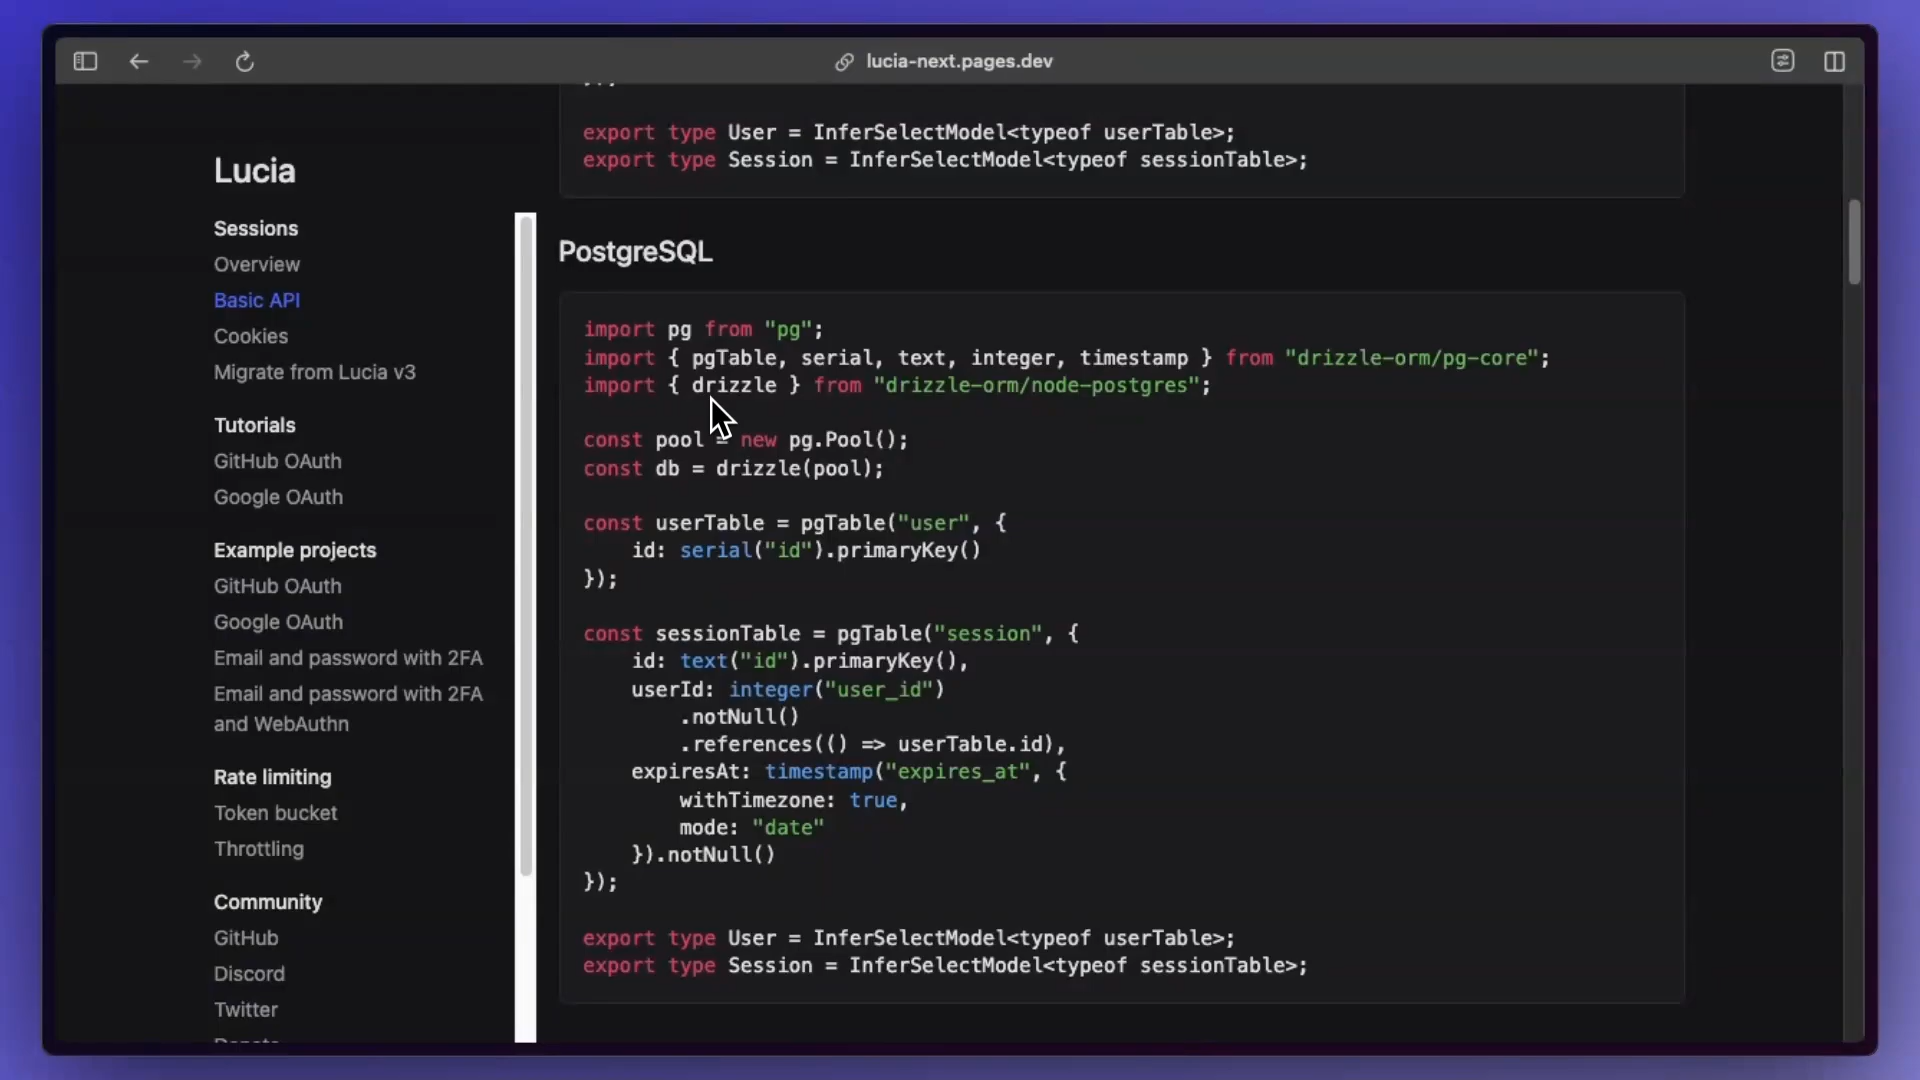 lucia-next.pages.dev
Lucia
Sessions
Overview
Basic API
Cookies
Migrate from Lucia v3
Tutorials
GitHub OAuth
Google OAuth
Example projects
GitHub OAuth
Google OAuth
Email and password with 2FA
Email and password with 2FA
and WebAuthn
Rate limiting
Token bucket
Throttling
Community
GitHub
Discord
Twitter
export type User = InferSelectModel<typeof userTable>;
export type Session = InferSelectModel<typeof sessionTable>;
PostgreSQL
import pg from "pg";
import { pgTable, serial, text, integer, timestamp } from "drizzle-orm/pg-core";
import { drizzle } from "drizzle-orm/node-postgres";
const pool = new pg.Pool();
const db = drizzle(pool);
const userTable = pgTable("user", {
    id: serial("id").primaryKey()
});
const sessionTable = pgTable("session", {
    id: text("id").primaryKey(),
    userId: integer("user_id")
        .notNull()
        .references(() => userTable.id),
    expiresAt: timestamp("expires_at", {
        withTimezone: true,
        mode: "date"
    }).notNull()
});
export type User = InferSelectModel<typeof userTable>;
export type Session = InferSelectModel<typeof sessionTable>;